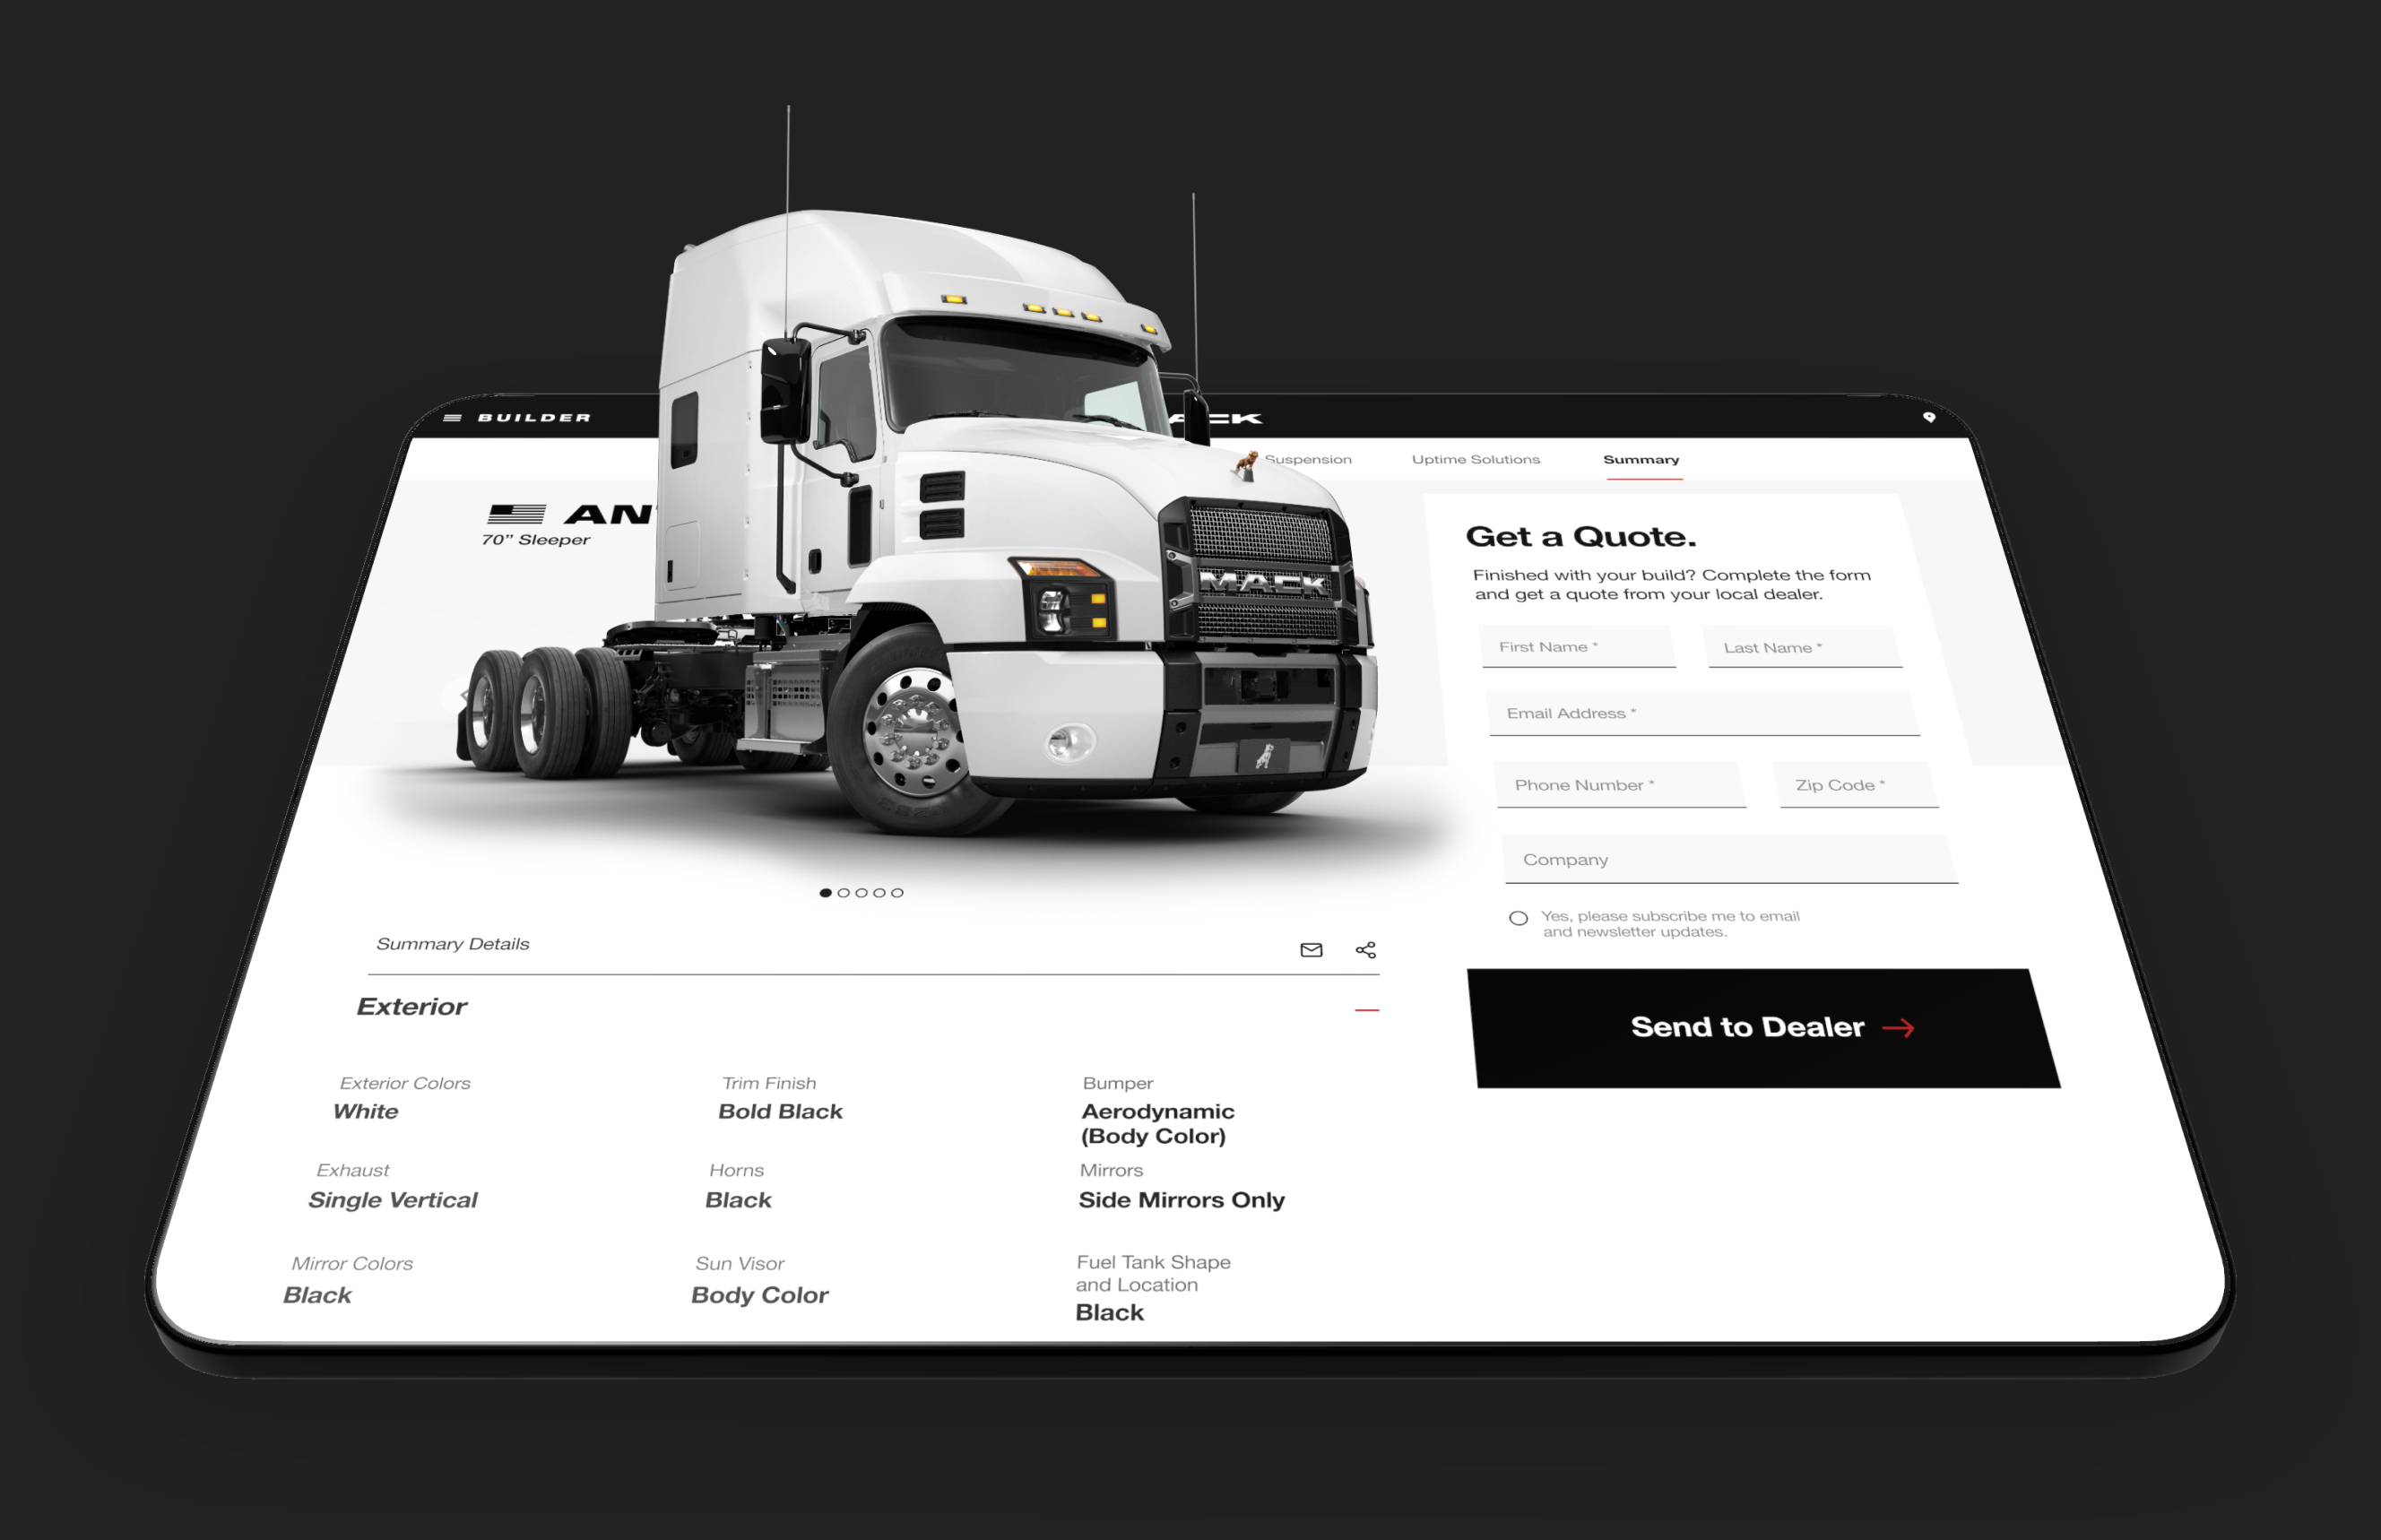 BUILDER
Suspension
Uptime Solutions
Summary
70” Sleeper
MACK
Get a Quote.
Finished with your build? Complete the form
and get a quote from your local dealer.
First Name *
Last Name *
Email Address *
Phone Number *
Zip Code *
Company
Yes, please subscribe me to email
and newsletter updates.
Send to Dealer
Summary Details
Exterior
Exterior Colors
White
Trim Finish
Bold Black
Bumper
Aerodynamic
(Body Color)
Exhaust
Single Vertical
Horns
Black
Mirrors
Side Mirrors Only
Mirror Colors
Black
Sun Visor
Body Color
Fuel Tank Shape
and Location
Black